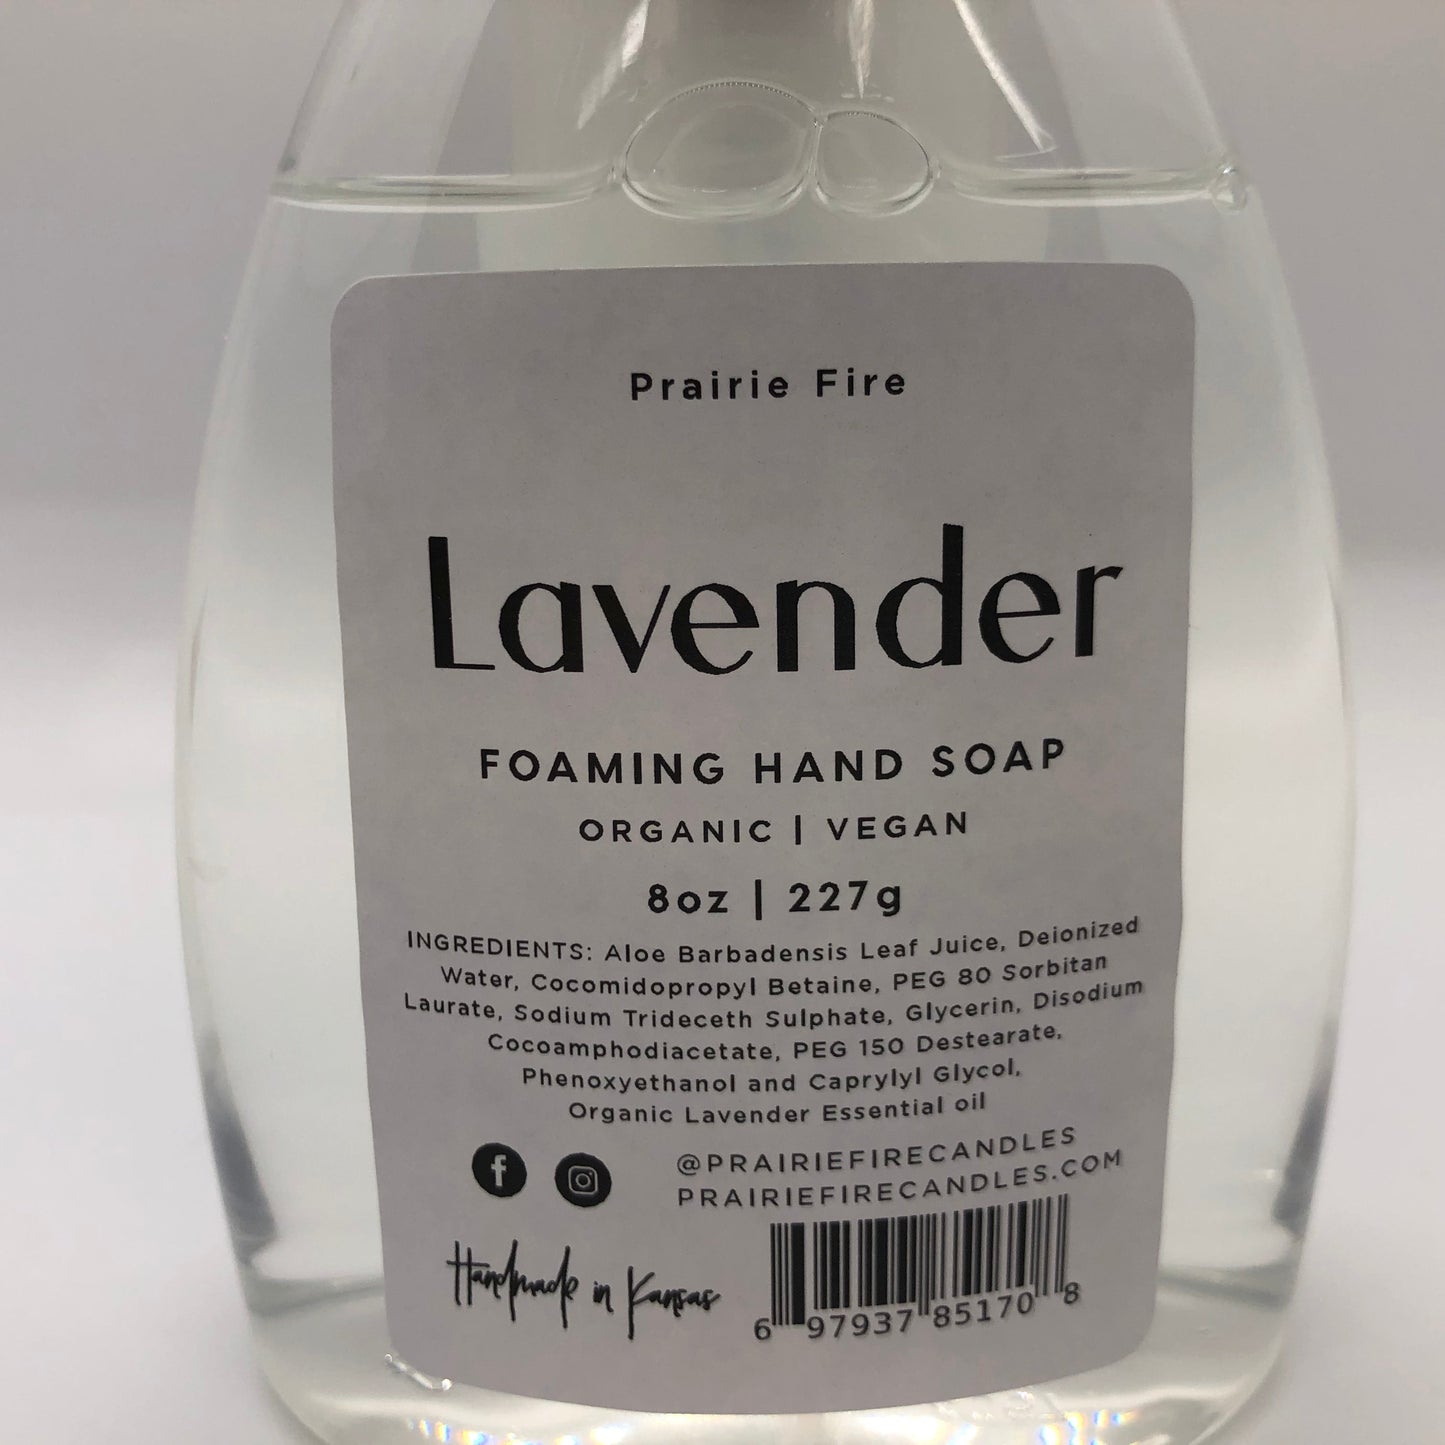 Prairie Fire
Lavender
FOAMING HAND SOAP
ORGANIC | VEGAN
8oz | 227g
INGREDIENTS: Aloe Barbadensis Leaf Juice, Deionized
Water, Cocomidopropyl Betaine, PEG 80 Sorbitan
Laurate, Sodium Trideceth Sulphate, Glycerin, Disodium
Cocoamphodiacetate, PEG 150 Destearate,
Phenoxyethanol and Caprylyl Glycol,
Organic Lavender Essential oil
@PRAIRIEFIRECANDLES
PRAIRIEFIRECANDLES.COM
Handmade in Kansas
6 97937 85170 8